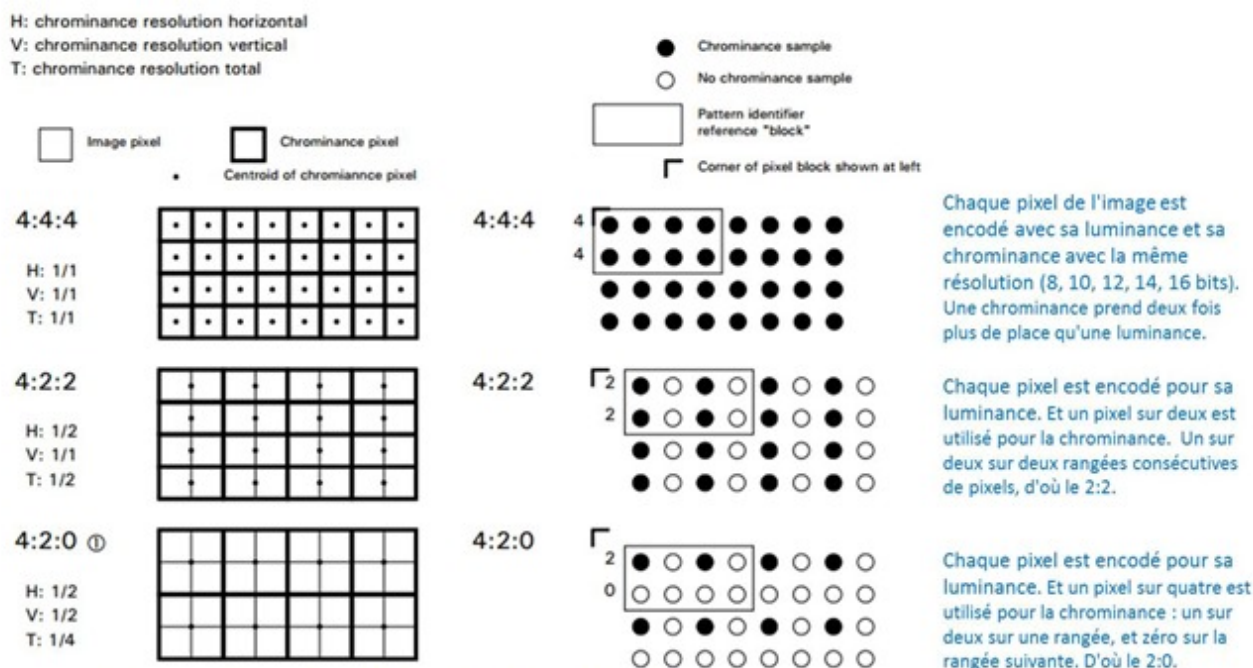 H: chrominance resolution horizontal
V: chrominance resolution vertical
T: chrominance resolution total
Chrominance sample
No chrominance sample
Pattern identifier
reference "block"
Corner of pixel block shown at left
Image pixel
Chrominance pixel
Centroid of chromiannce pixel
4:4:4
H: 1/1
V: 1/1
T: 1/1
4:4:4
4
4
Chaque pixel de l'image est
encodé avec sa luminance et sa
chrominance avec la même
résolution (8, 10, 12, 14, 16 bits).
Une chrominance prend deux fois
plus de place qu'une luminance.
4:2:2
H: 1/2
V: 1/1
T: 1/2
4:2:2
2
2
Chaque pixel est encodé pour sa
luminance. Et un pixel sur deux est
utilisé pour la chrominance. Un sur
deux sur deux rangées consécutives
de pixels, d'où le 2:2.
4:2:0 ①
H: 1/2
V: 1/2
T: 1/4
4:2:0
2
0
Chaque pixel est encodé pour sa
luminance. Et un pixel sur quatre est
utilisé pour la chrominance : un sur
deux sur une rangée, et zéro sur la
rangée suivante. D'où le 2:0.